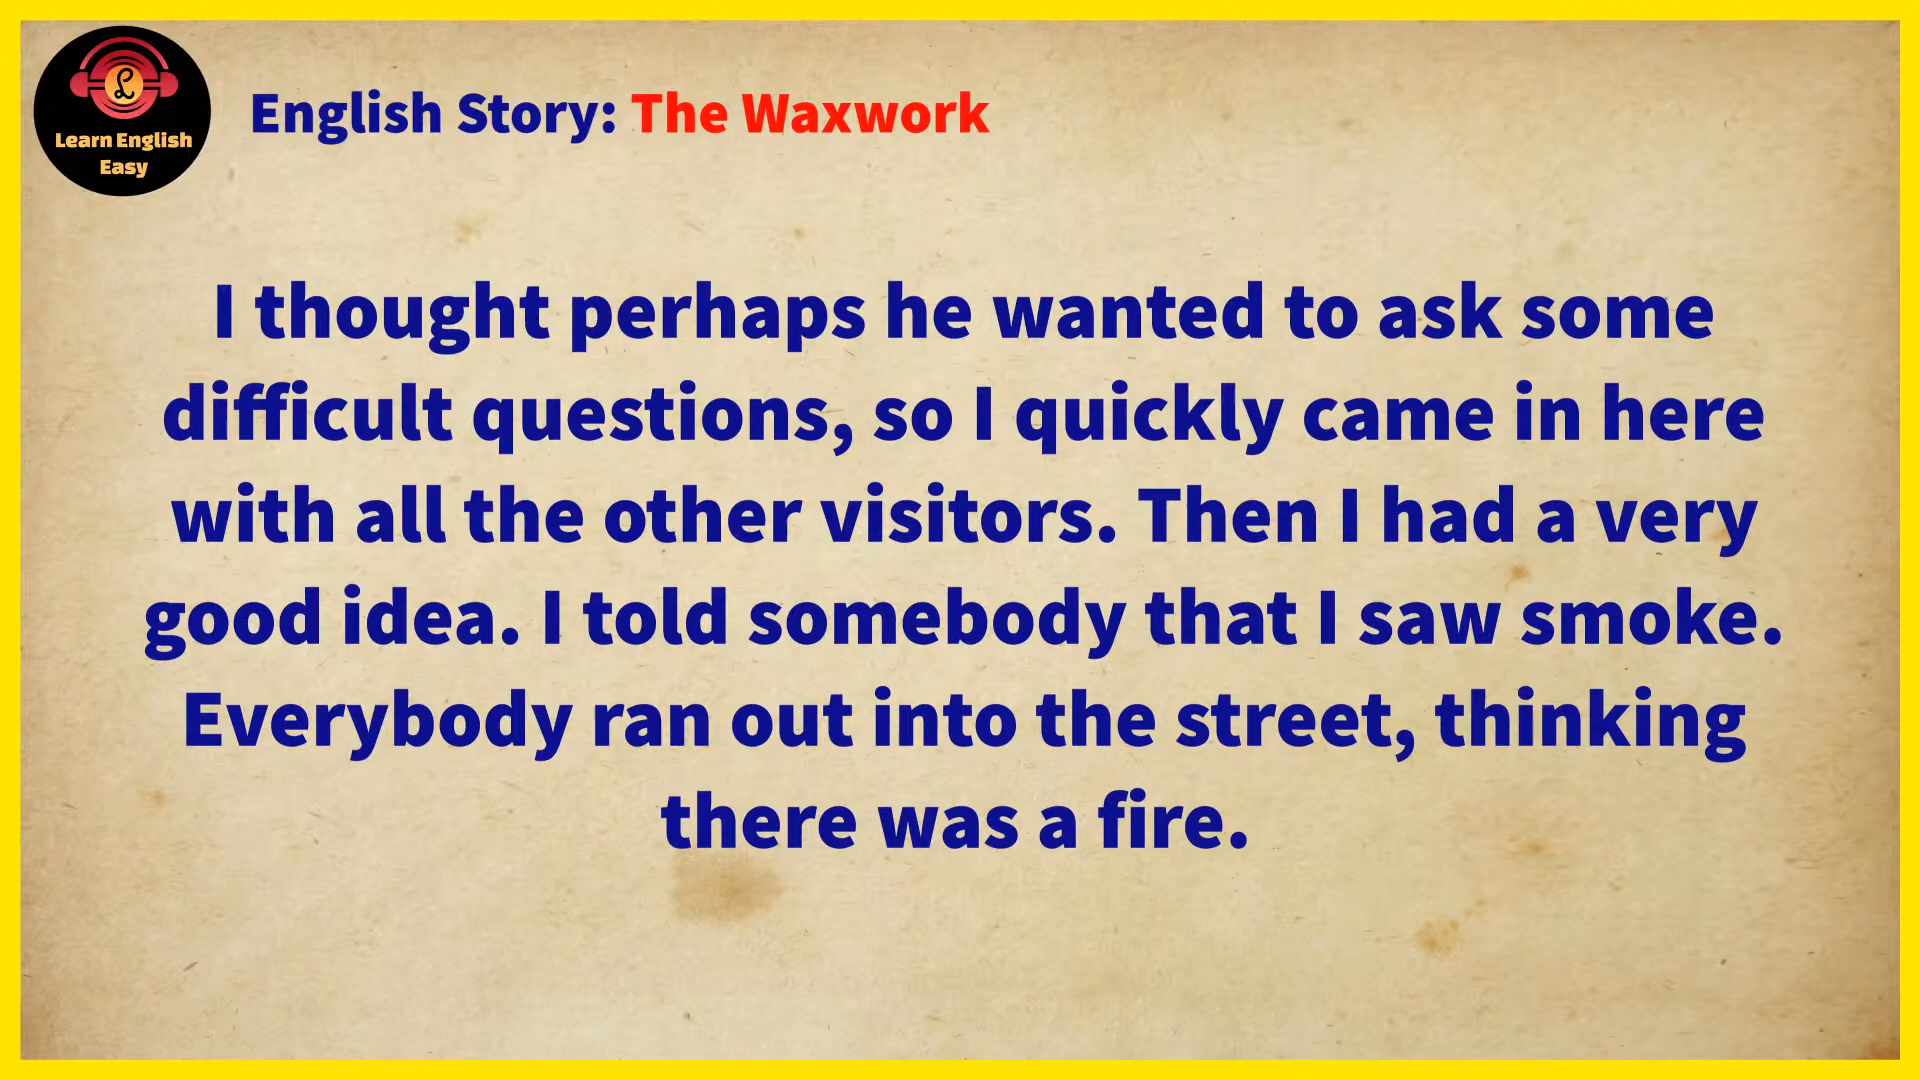 Learn English
Easy
English Story: The Waxwork
I thought perhaps he wanted to ask some
difficult questions, so I quickly came in here
with all the other visitors. Then I had a very
good idea. I told somebody that I saw smoke.
Everybody ran out into the street, thinking
there was a fire.